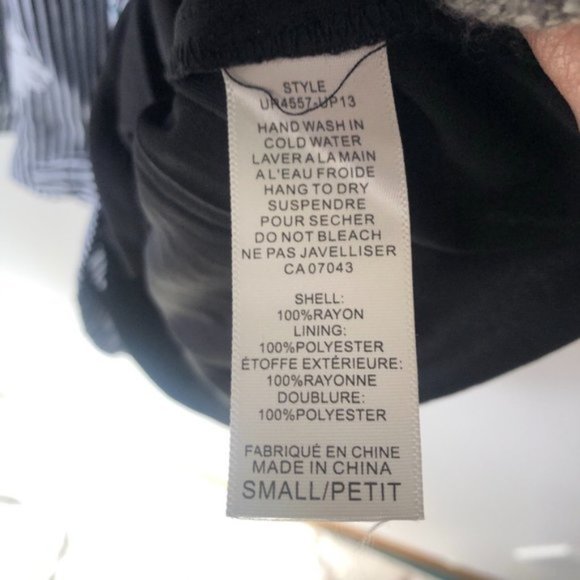 STYLE
UR4557-UP13
HAND WASH IN
COLD WATER
LAVER A LA MAIN
A L'EAU FROIDE
HANG TO DRY
SUSPENDRE
POUR SECHER
DO NOT BLEACH
NE PAS JAVELLISER
CA 07043
SHELL:
100%RAYON
LINING:
100%POLYESTER
ÉTOFFE EXTÉRIEURE:
100%RAYONNE
DOUBLURE:
100%POLYESTER
FABRIQUÉ EN CHINE
MADE IN CHINA
SMALL/PETIT